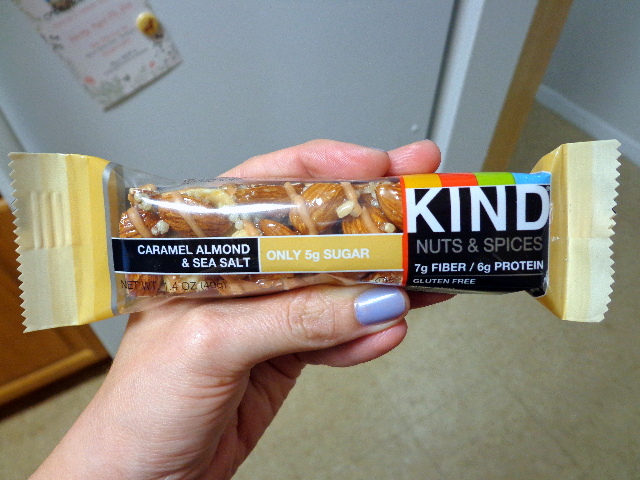 KIND
NUTS & SPICES
7g FIBER / 6g PROTEIN
GLUTEN FREE
CARAMEL ALMOND
& SEA SALT
ONLY 5g SUGAR
NET WT. 1.4 OZ (40g)